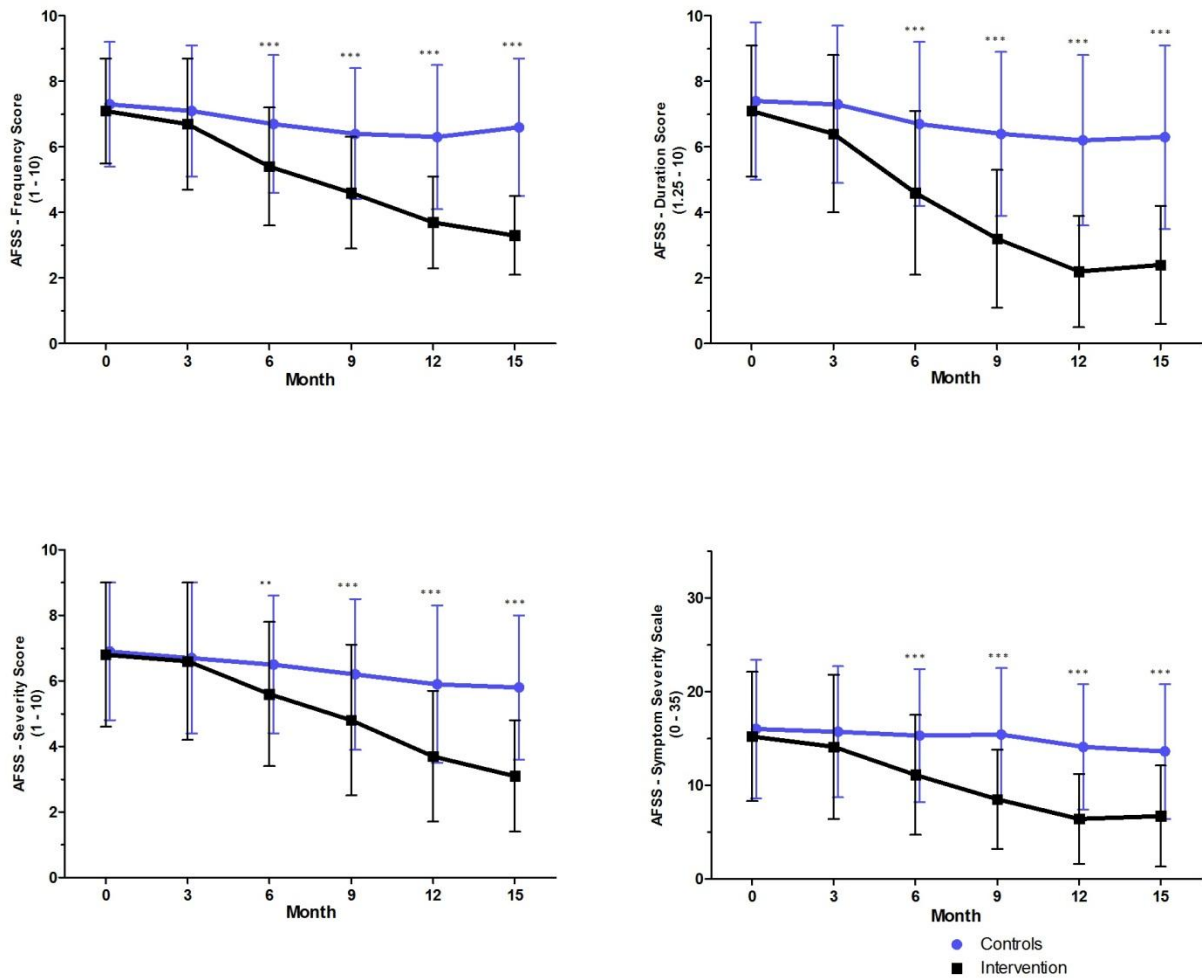 AFSS - Frequency Score
(1 - 10)
10
8
6
4
2
0
*** *** *** ***
0 3 6 9 12 15
Month
AFSS - Duration Score
(1.25 - 10)
10
8
6
4
2
0
*** *** *** ***
0 3 6 9 12 15
Month
AFSS - Severity Score
(1 - 10)
10
8
6
4
2
0
** *** *** ***
0 3 6 9 12 15
Month
AFSS - Symptom Severity Scale
(0 - 35)
30
20
10
0
*** *** *** ***
0 3 6 9 12 15
Month
Controls
Intervention